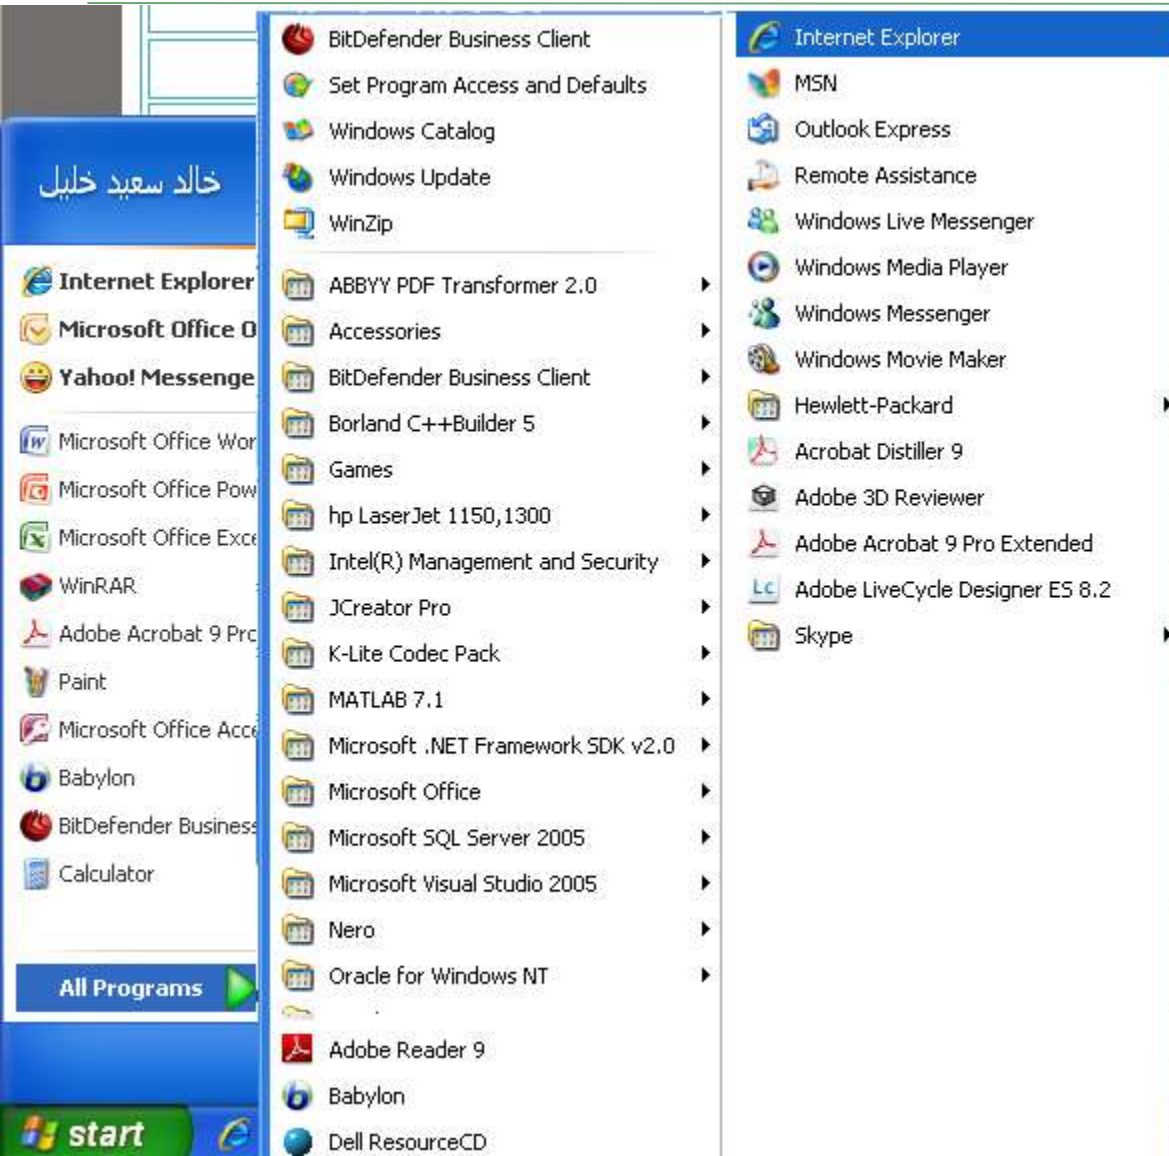 خالد سعيد خليل
Internet Explorer
Microsoft Office O
Yahoo! Messenge
Microsoft Office Wor
Microsoft Office Pow
Microsoft Office Exce
WinRAR
Adobe Acrobat 9 Pro
Paint
Microsoft Office Acce
Babylon
BitDefender Business
Calculator
All Programs
start
BitDefender Business Client
Set Program Access and Defaults
Windows Catalog
Windows Update
WinZip
ABBYY PDF Transformer 2.0
Accessories
BitDefender Business Client
Borland C++Builder 5
Games
hp LaserJet 1150,1300
Intel(R) Management and Security
JCreator Pro
K-Lite Codec Pack
MATLAB 7.1
Microsoft .NET Framework SDK v2.0
Microsoft Office
Microsoft SQL Server 2005
Microsoft Visual Studio 2005
Nero
Oracle for Windows NT
Adobe Reader 9
Babylon
Dell ResourceCD
Internet Explorer
MSN
Outlook Express
Remote Assistance
Windows Live Messenger
Windows Media Player
Windows Messenger
Windows Movie Maker
Hewlett-Packard
Acrobat Distiller 9
Adobe 3D Reviewer
Adobe Acrobat 9 Pro Extended
Adobe LiveCycle Designer ES 8.2
Skype